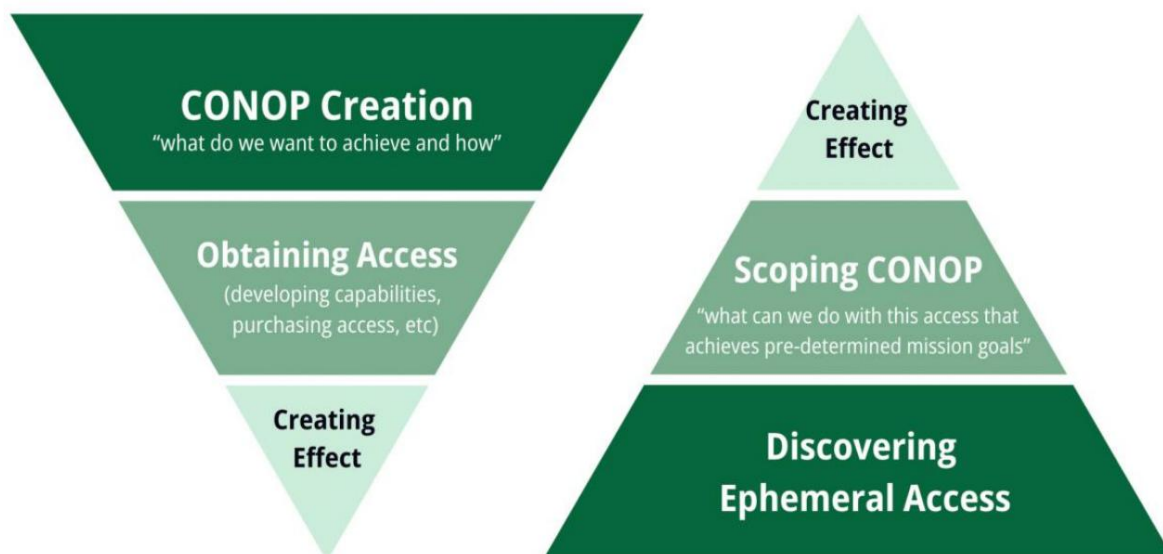 CONOP Creation
“what do we want to achieve and how”
Obtaining Access
(developing capabilities,
purchasing access, etc)
Creating
Effect
Creating
Effect
Scoping CONOP
“what can we do with this access that
achieves pre-determined mission goals”
Discovering
Ephemeral Access